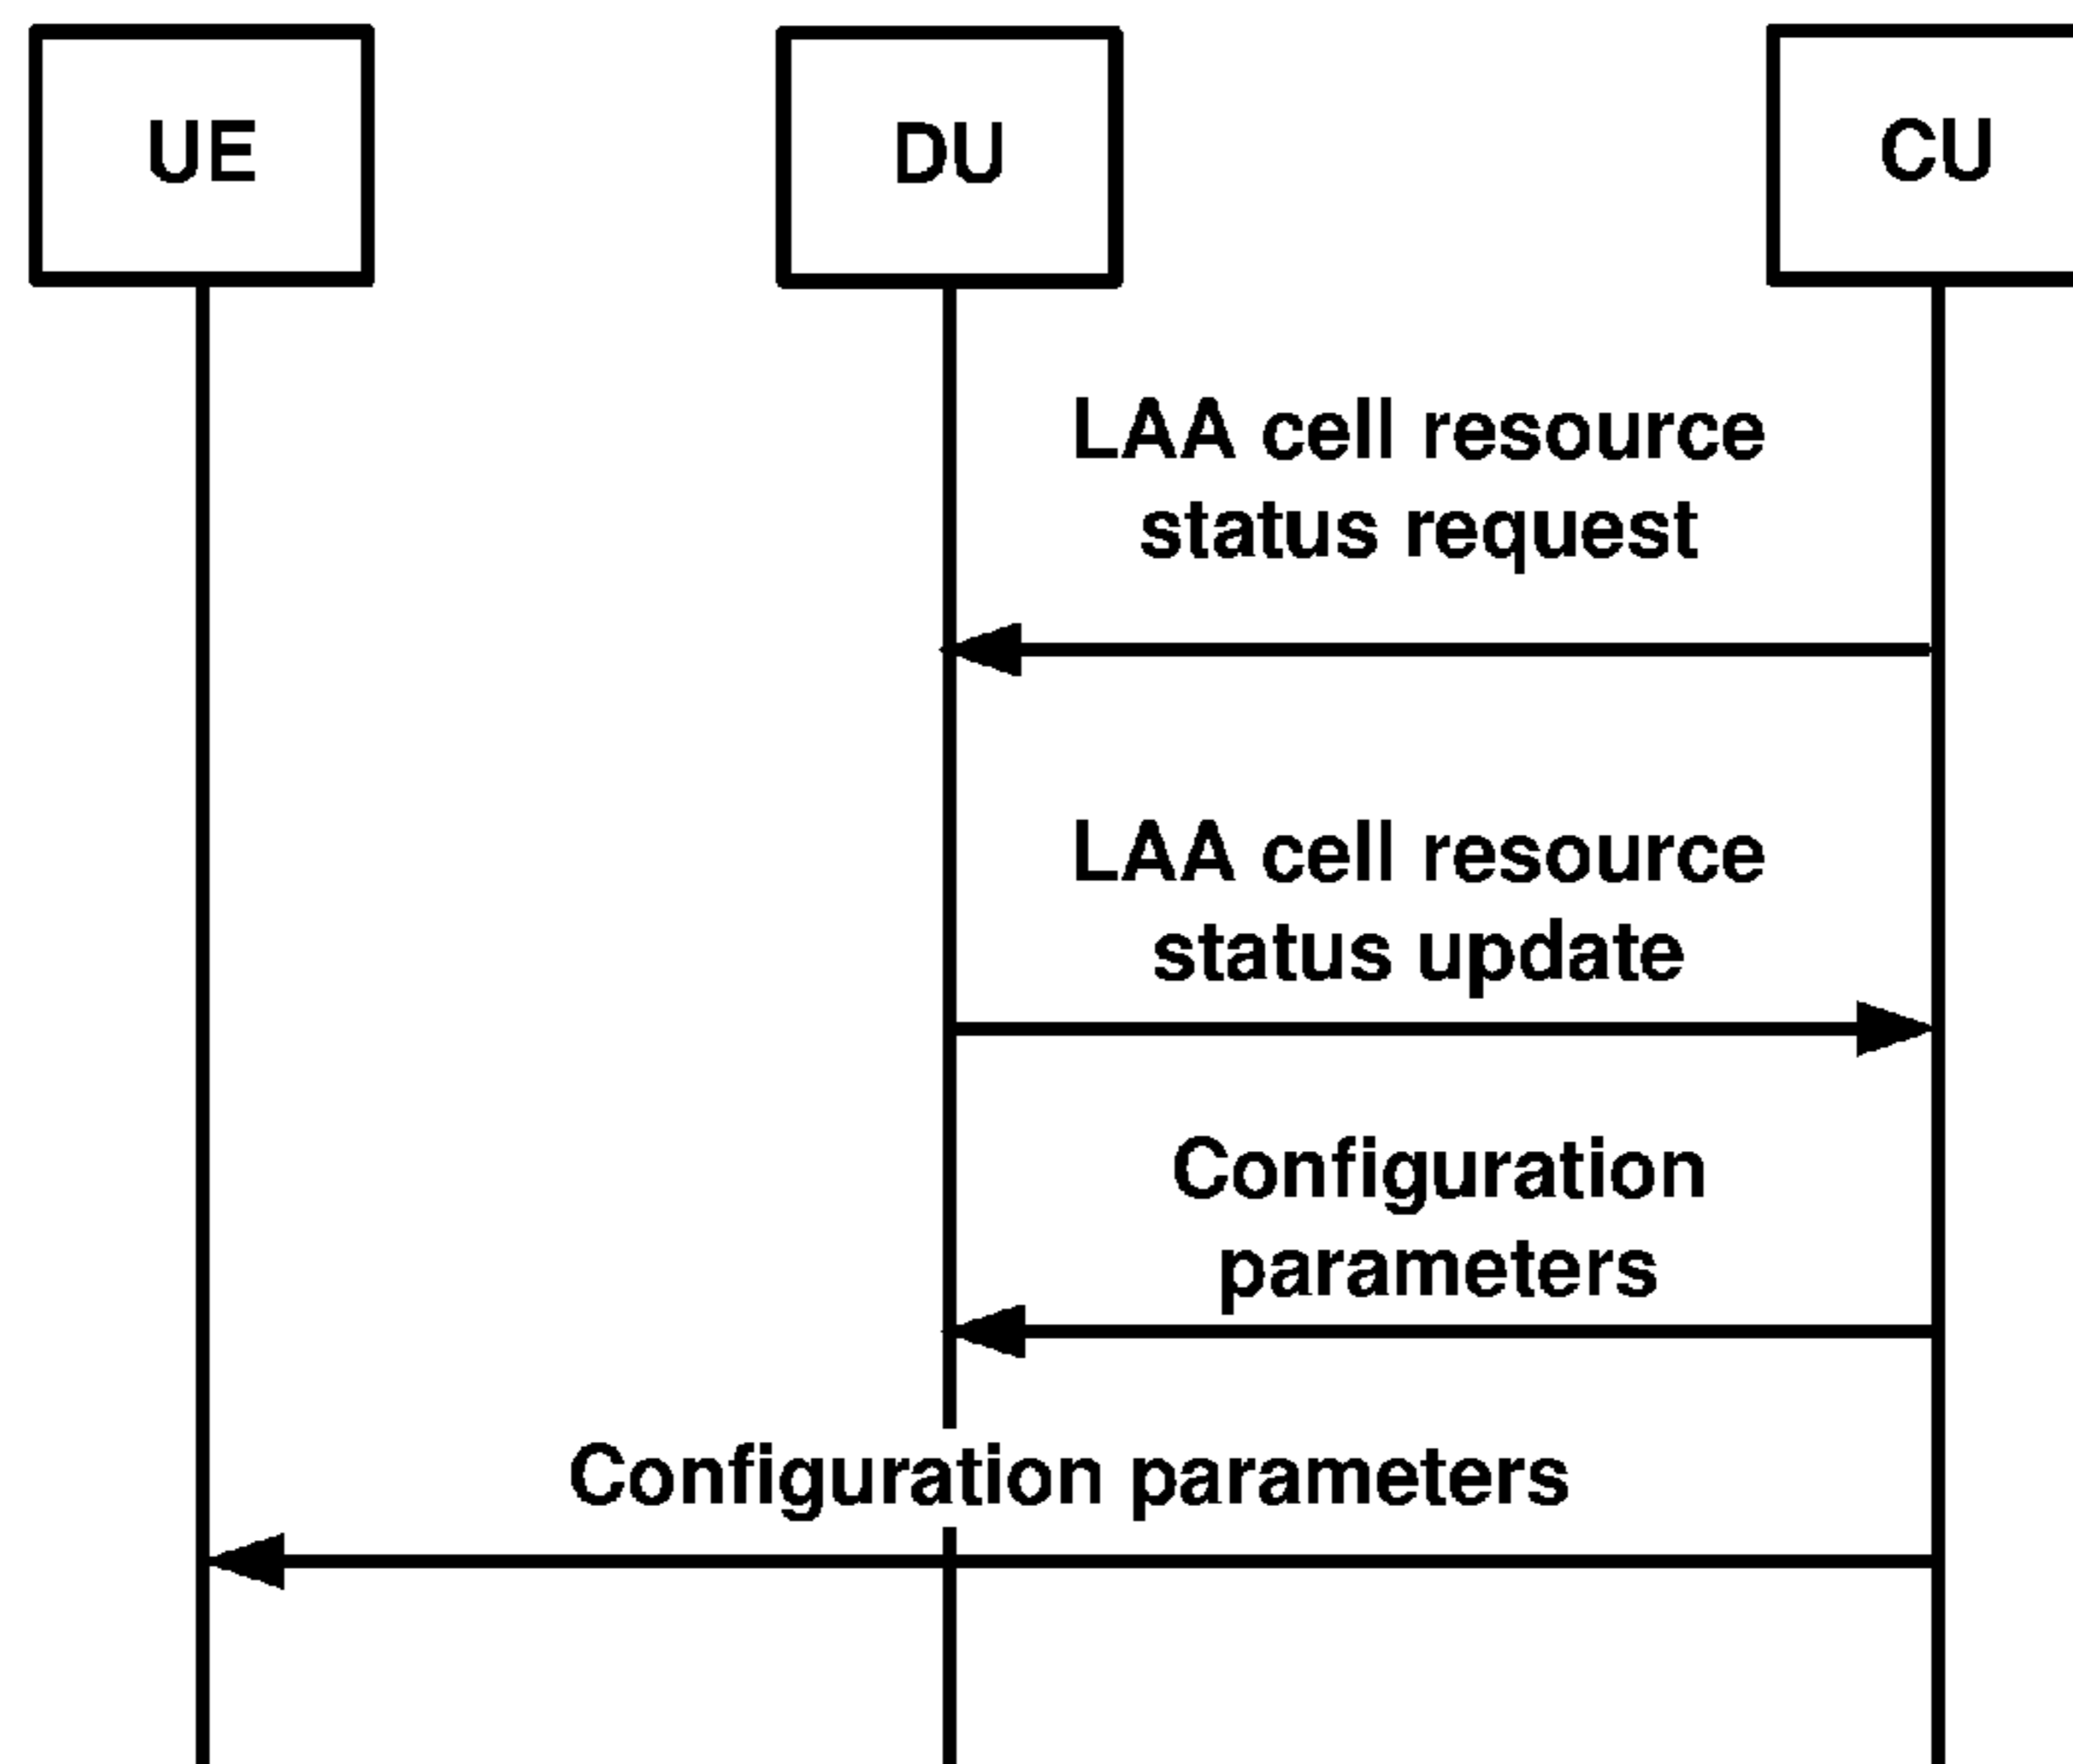 UE
DU
CU
LAA cell resource
status request
LAA cell resource
status update
Configuration
parameters
Configuration parameters